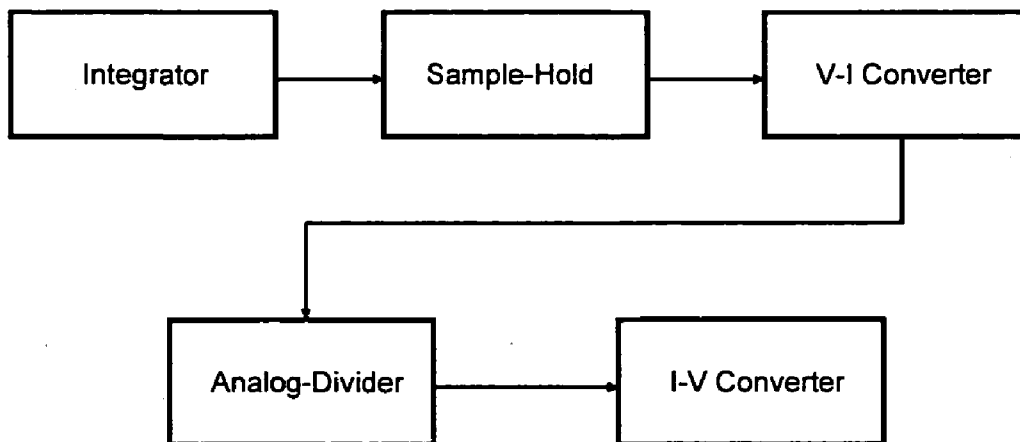 Integrator
Sample-Hold
V-I Converter
Analog-Divider
I-V Converter